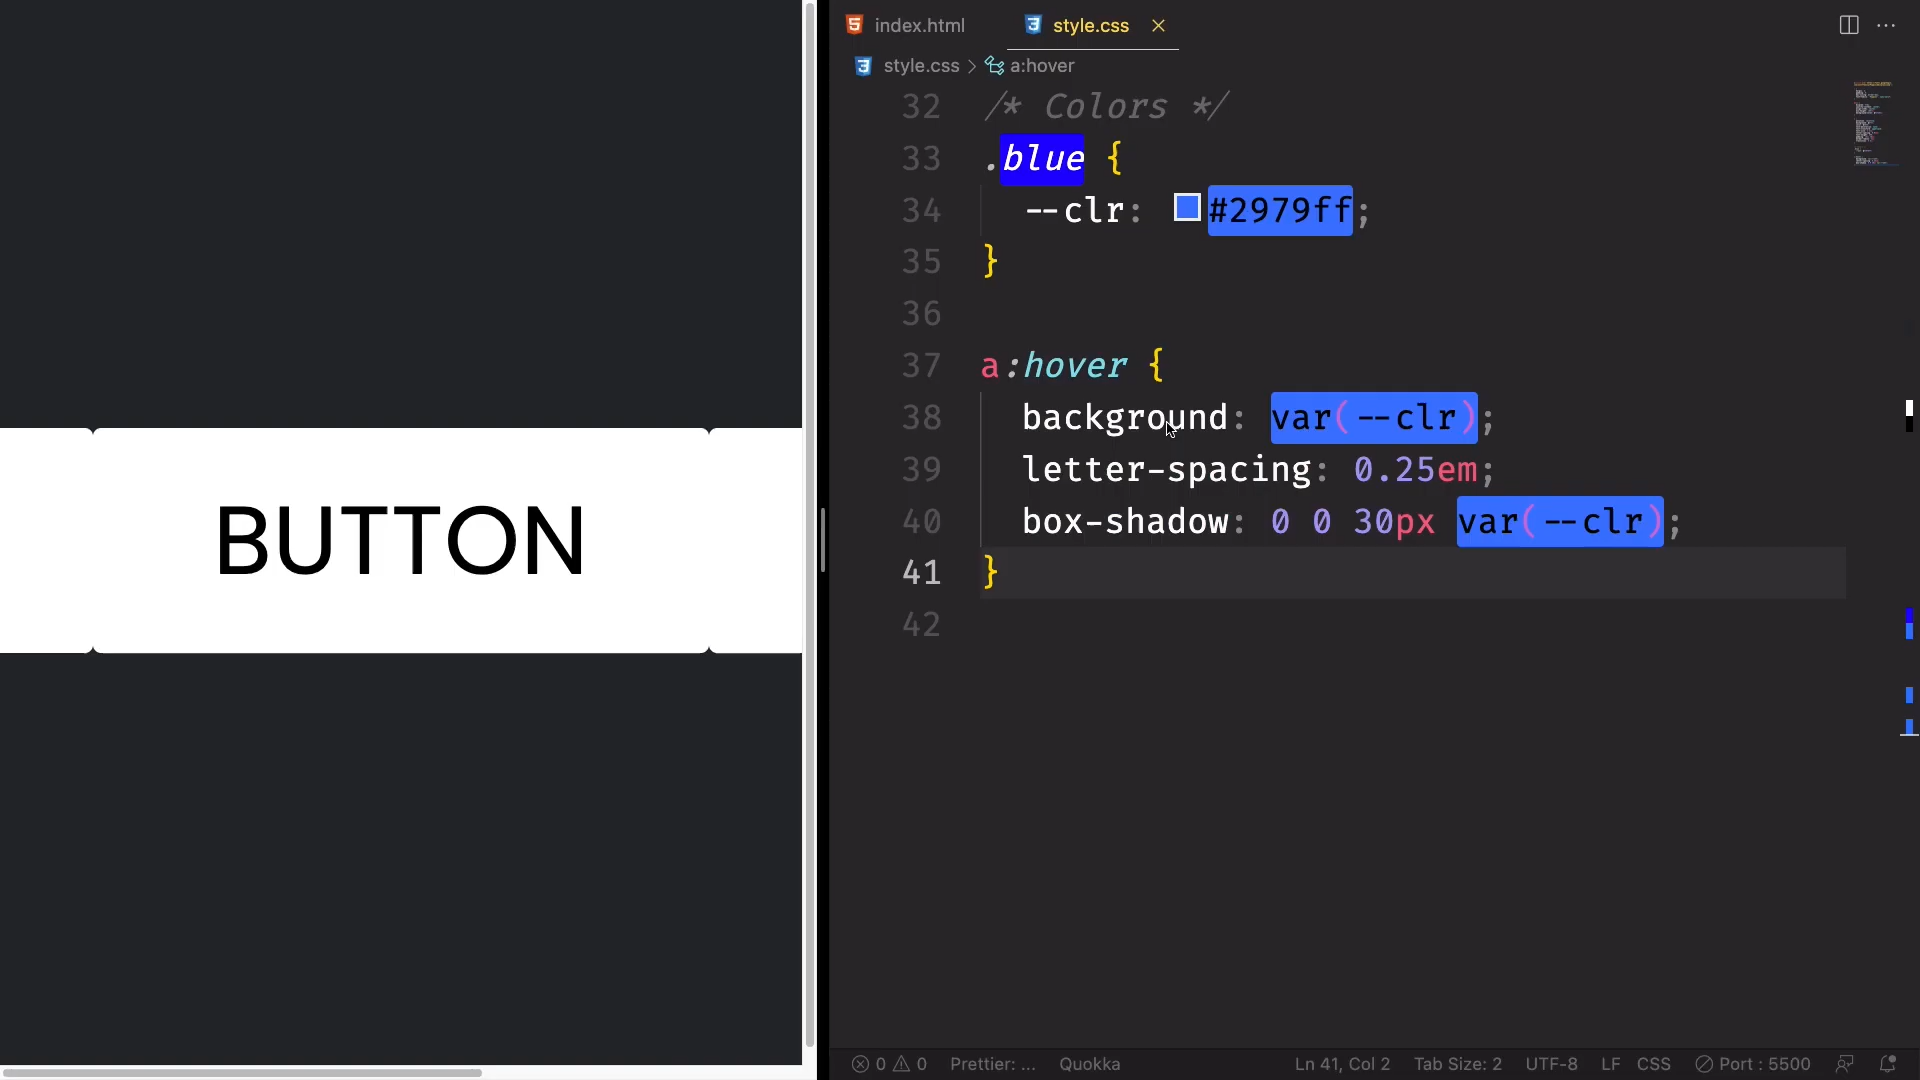 BUTTON
index.html
style.css
style.css > a:hover
32 /* Colors */
33 .blue {
34 --clr: #2979ff;
35 }
36
37 a:hover {
38 background: var(--clr);
39 letter-spacing: 0.25em;
40 box-shadow: 0 0 30px var(--clr);
41 }
42
0 0 Prettier: ... Quokka Ln 41, Col 2 Tab Size: 2 UTF-8 LF CSS Port : 5500